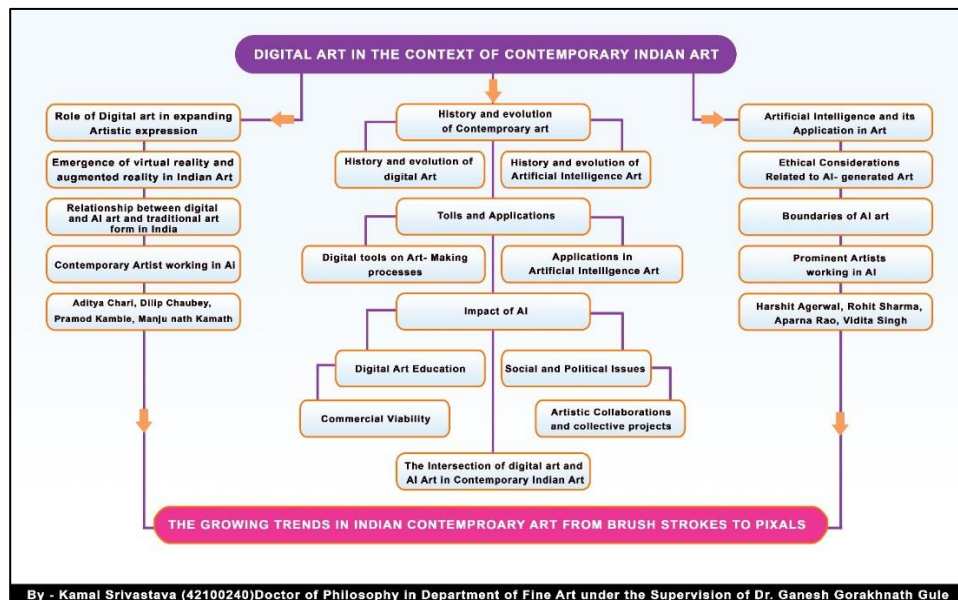 DIGITAL ART IN THE CONTEXT OF CONTEMPORARY INDIAN ART
Role of Digital art in expanding
Artistic expression
Emergence of virtual reality and
augmented reality in Indian Art
Relationship between digital
and AI art and traditional art
form in India
Contemporary Artist working in Ai
Aditya Chari, Dilip Chaubey,
Pramod Kamble, Manju nath Kamath
History and evolution
of Contemproary art
History and evolution of
digital Art
History and evolution of
Artificial Intelligence Art
Tolls and Applications
Digital tools on Art- Making
processes
Applications in
Artificial Intelligence Art
Impact of AI
Digital Art Education
Social and Political Issues
Commercial Viability
Artistic Collaborations
and collective projects
The Intersection of digital art and
AI Art in Contemporary Indian Art
Artificial Intelligence and its
Application in Art
Ethical Considerations
Related to AI- generated Art
Boundaries of AI art
Prominent Artists
working in AI
Harshit Agerwal, Rohit Sharma,
Aparna Rao, Vidita Singh
THE GROWING TRENDS IN INDIAN CONTEMPROARY ART FROM BRUSH STROKES TO PIXALS
By - Kamal Srivastava (42100240)Doctor of Philosophy in Department of Fine Art under the Supervision of Dr. Ganesh Gorakhnath Gule